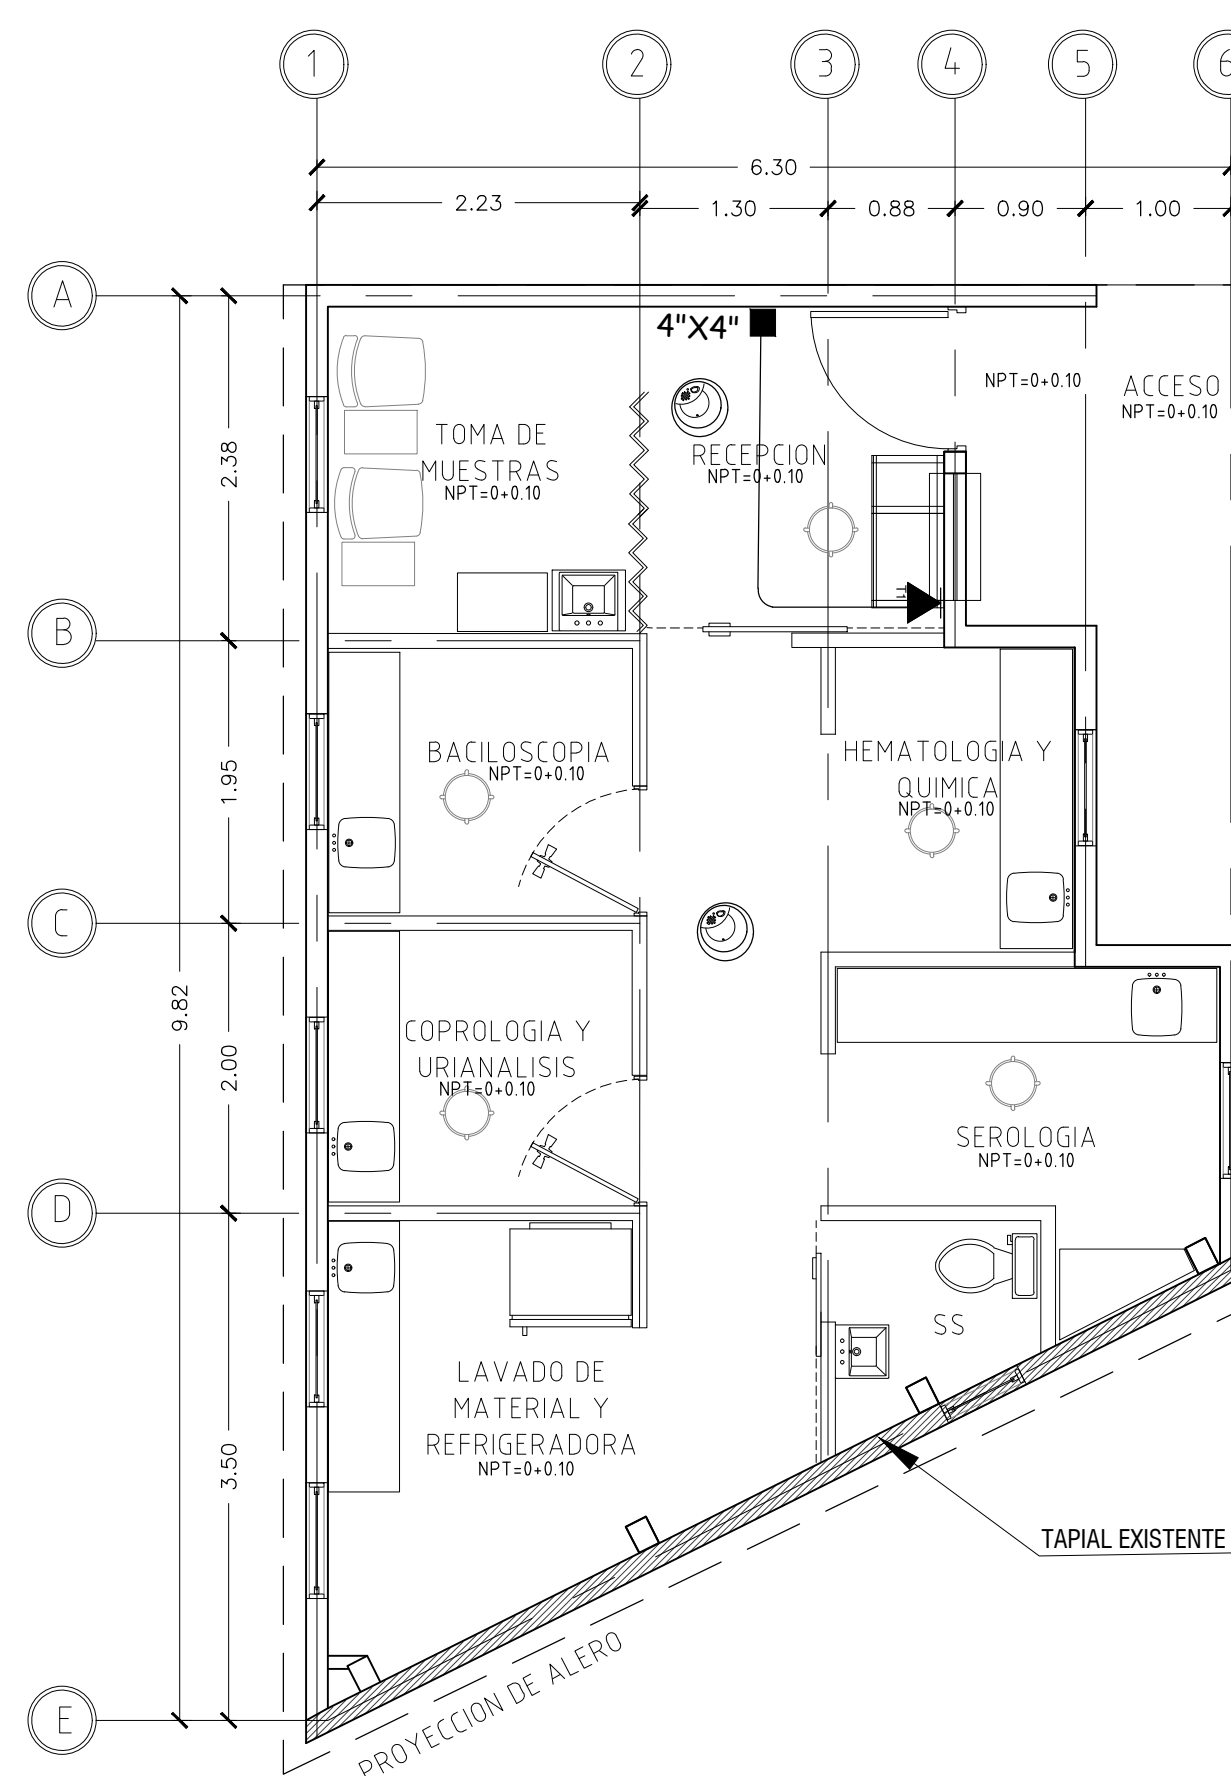 1
2
3
4
5
6
6.30
2.23
1.30
0.88
0.90
1.00
A
4"X4"
NPT=0+0.10
ACCESO
NPT=0+0.10
TOMA DE
MUESTRAS
NPT=0+0.10
RECEPCION
NPT=0+0.10
2.38
B
BACILOSCOPIA
NPT=0+0.10
HEMATOLOGIA Y
QUIMICA
NPT=0+0.10
1.95
C
9.82
COPROLOGIA Y
URIANALISIS
NPT=0+0.10
2.00
SEROLOGIA
NPT=0+0.10
D
SS
LAVADO DE
MATERIAL Y
REFRIGERADORA
NPT=0+0.10
3.50
TAPIAL EXISTENTE
PROYECCION DE ALERO
E